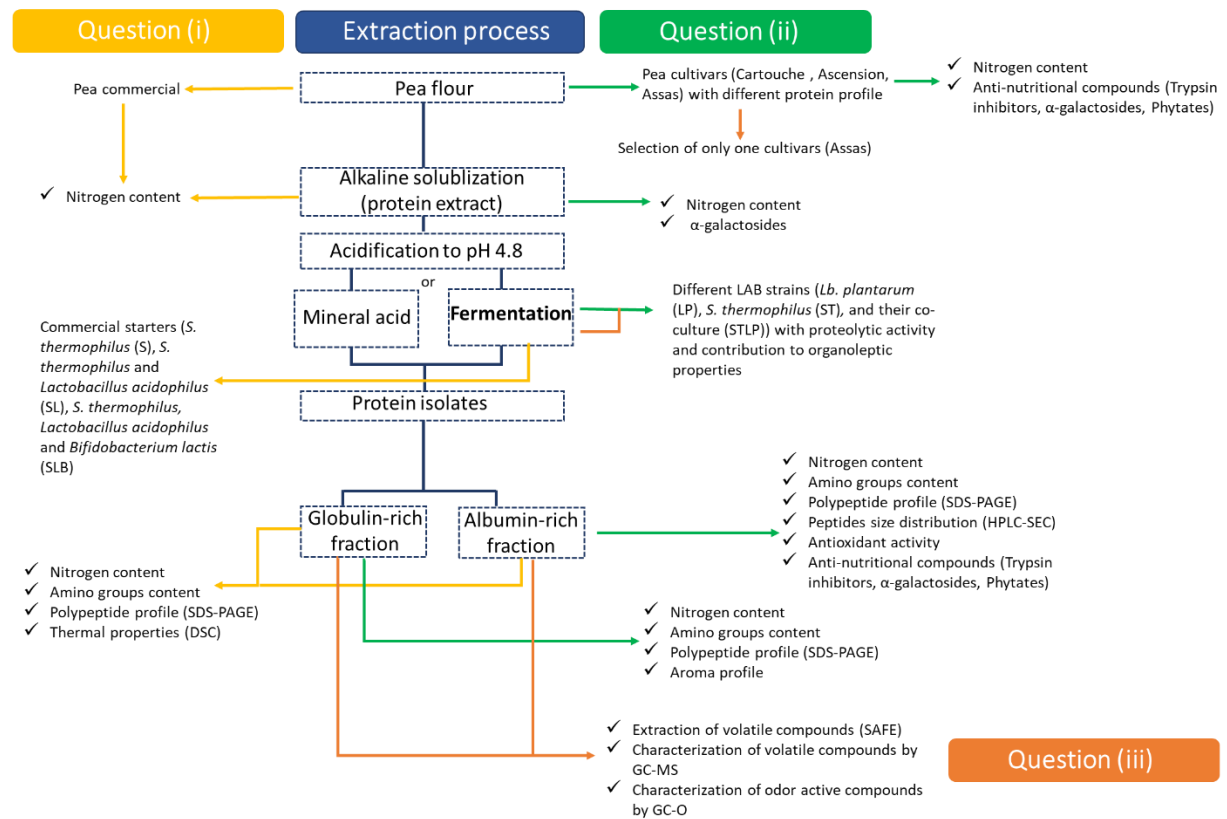 Question (i)
Extraction process
Question (ii)
Pea commercial
Pea flour
Pea cultivars (Cartouche , Ascension,
Assas) with different protein profile
✓ Nitrogen content
✓ Anti-nutritional compounds (Trypsin
inhibitors, α-galactosides, Phytates)
Selection of only one cultivars (Assas)
✓ Nitrogen content
Alkaline solublization
(protein extract)
✓ Nitrogen content
✓ α-galactosides
Acidification to pH 4.8
or
Mineral acid
Fermentation
Different LAB strains (Lb. plantarum
(LP), S. thermophilus (ST), and their co-
culture (STLP)) with proteolytic activity
and contribution to organoleptic
properties
Commercial starters (S.
thermophilus (S), S.
thermophilus and
Lactobacillus acidophilus
(SL), S. thermophilus,
Lactobacillus acidophilus
and Bifidobacterium lactis
(SLB)
Protein isolates
Globulin-rich
fraction
Albumin-rich
fraction
✓ Nitrogen content
✓ Amino groups content
✓ Polypeptide profile (SDS-PAGE)
✓ Peptides size distribution (HPLC-SEC)
✓ Antioxidant activity
✓ Anti-nutritional compounds (Trypsin
inhibitors, α-galactosides, Phytates)
✓ Nitrogen content
✓ Amino groups content
✓ Polypeptide profile (SDS-PAGE)
✓ Thermal properties (DSC)
✓ Nitrogen content
✓ Amino groups content
✓ Polypeptide profile (SDS-PAGE)
✓ Aroma profile
✓ Extraction of volatile compounds (SAFE)
✓ Characterization of volatile compounds by
GC-MS
✓ Characterization of odor active compounds
by GC-O
Question (iii)